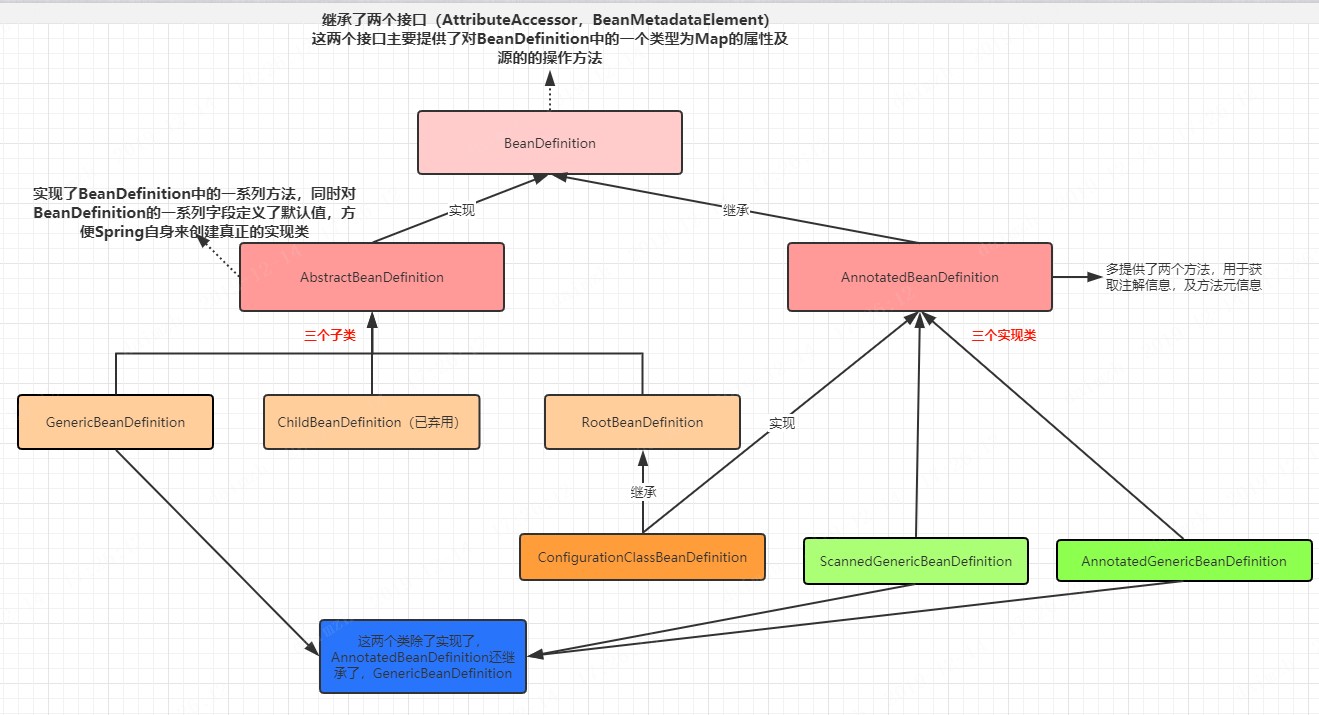 继承了两个接口（AttributeAccessor，BeanMetadataElement）
这两个接口主要提供了对BeanDefinition中的一个类型为Map的属性及
源的的操作方法
BeanDefinition
实现了BeanDefinition中的一系列方法，同时对
BeanDefinition的一系列字段定义了默认值，方
便Spring自身来创建真正的实现类
实现
继承
AbstractBeanDefinition
AnnotatedBeanDefinition
多提供了两个方法，用于获
取注解信息，及方法元信息
三个子类
三个实现类
GenericBeanDefinition
ChildBeanDefinition（已弃用）
RootBeanDefinition
实现
继承
ConfigurationClassBeanDefinition
ScannedGenericBeanDefinition
AnnotatedGenericBeanDefinition
这两个类除了实现了，
AnnotatedBeanDefinition还继
承了，GenericBeanDefinition